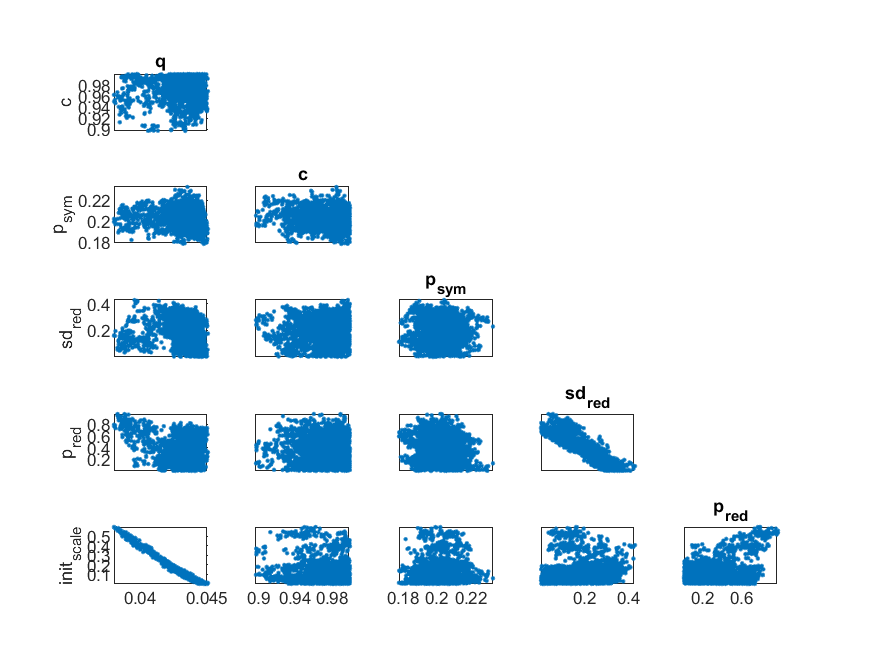 q
c
0.98
0.96
0.94
0.92
0.9
c
p_sym
0.22
0.2
0.18
p_sym
sd_red
0.4
0.2
sd_red
p_red
0.8
0.6
0.4
0.2
p_red
init_scale
0.5
0.4
0.3
0.2
0.1
0.04 0.045 0.9 0.94 0.98 0.18 0.2 0.22 0.2 0.4 0.2 0.6